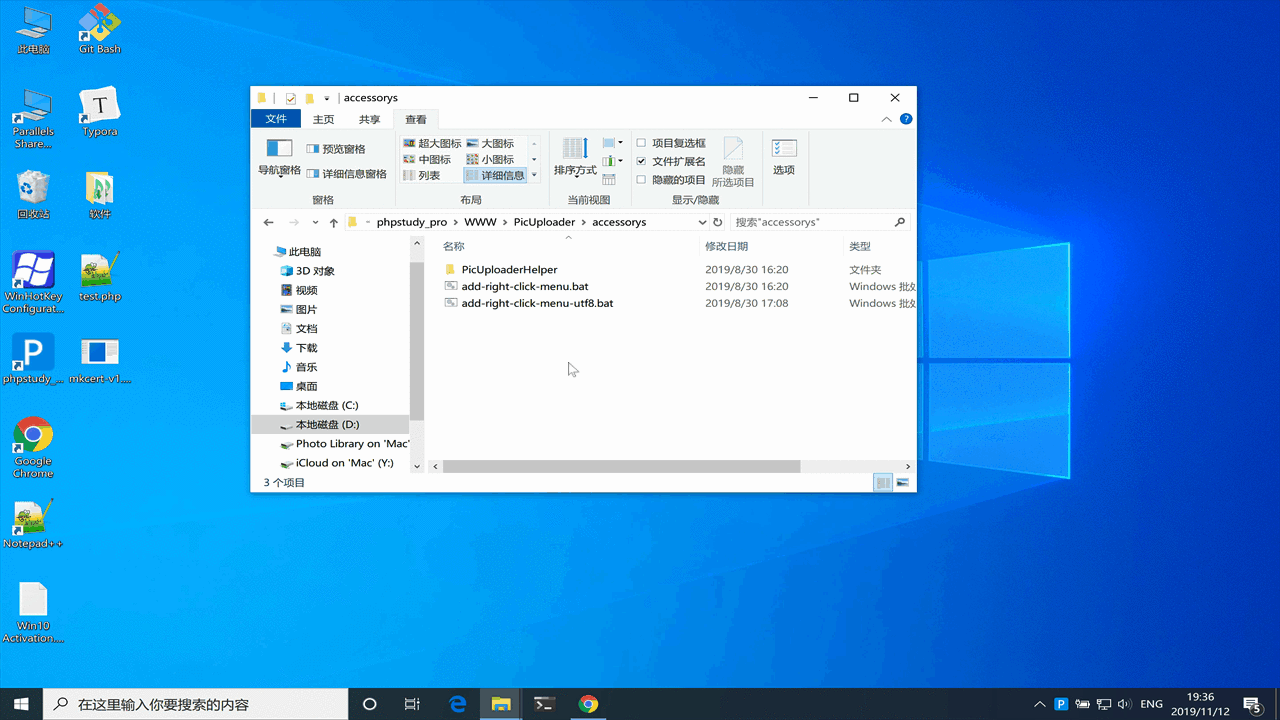 此电脑
Git Bash
Parallels
Share...
Typora
回收站
软件
WinHotKey
Configurat...
test.php
phpstudy_...
mkcert-v1....
Google
Chrome
Notepad++
Win10
Activation....
accessorys
文件
主页
共享
查看
导航窗格
预览窗格
详细信息窗格
窗格
超大图标
大图标
中图标
小图标
列表
详细信息
布局
排序方式
当前视图
项目复选框
文件扩展名
隐藏的项目
隐藏
所选项目
显示/隐藏
选项
phpstudy_pro > WWW > PicUploader > accessorys
搜索"accessorys"
此电脑
3D 对象
视频
图片
文档
下载
音乐
桌面
本地磁盘 (C:)
本地磁盘 (D:)
Photo Library on 'Mac'
iCloud on 'Mac' (Y:)
名称 修改日期 类型
PicUploaderHelper 2019/8/30 16:20 文件夹
add-right-click-menu.bat 2019/8/30 16:20 Windows 批处
add-right-click-menu-utf8.bat 2019/8/30 17:08 Windows 批处
3 个项目
在这里输入你要搜索的内容
ENG
19:36
2019/11/12
5